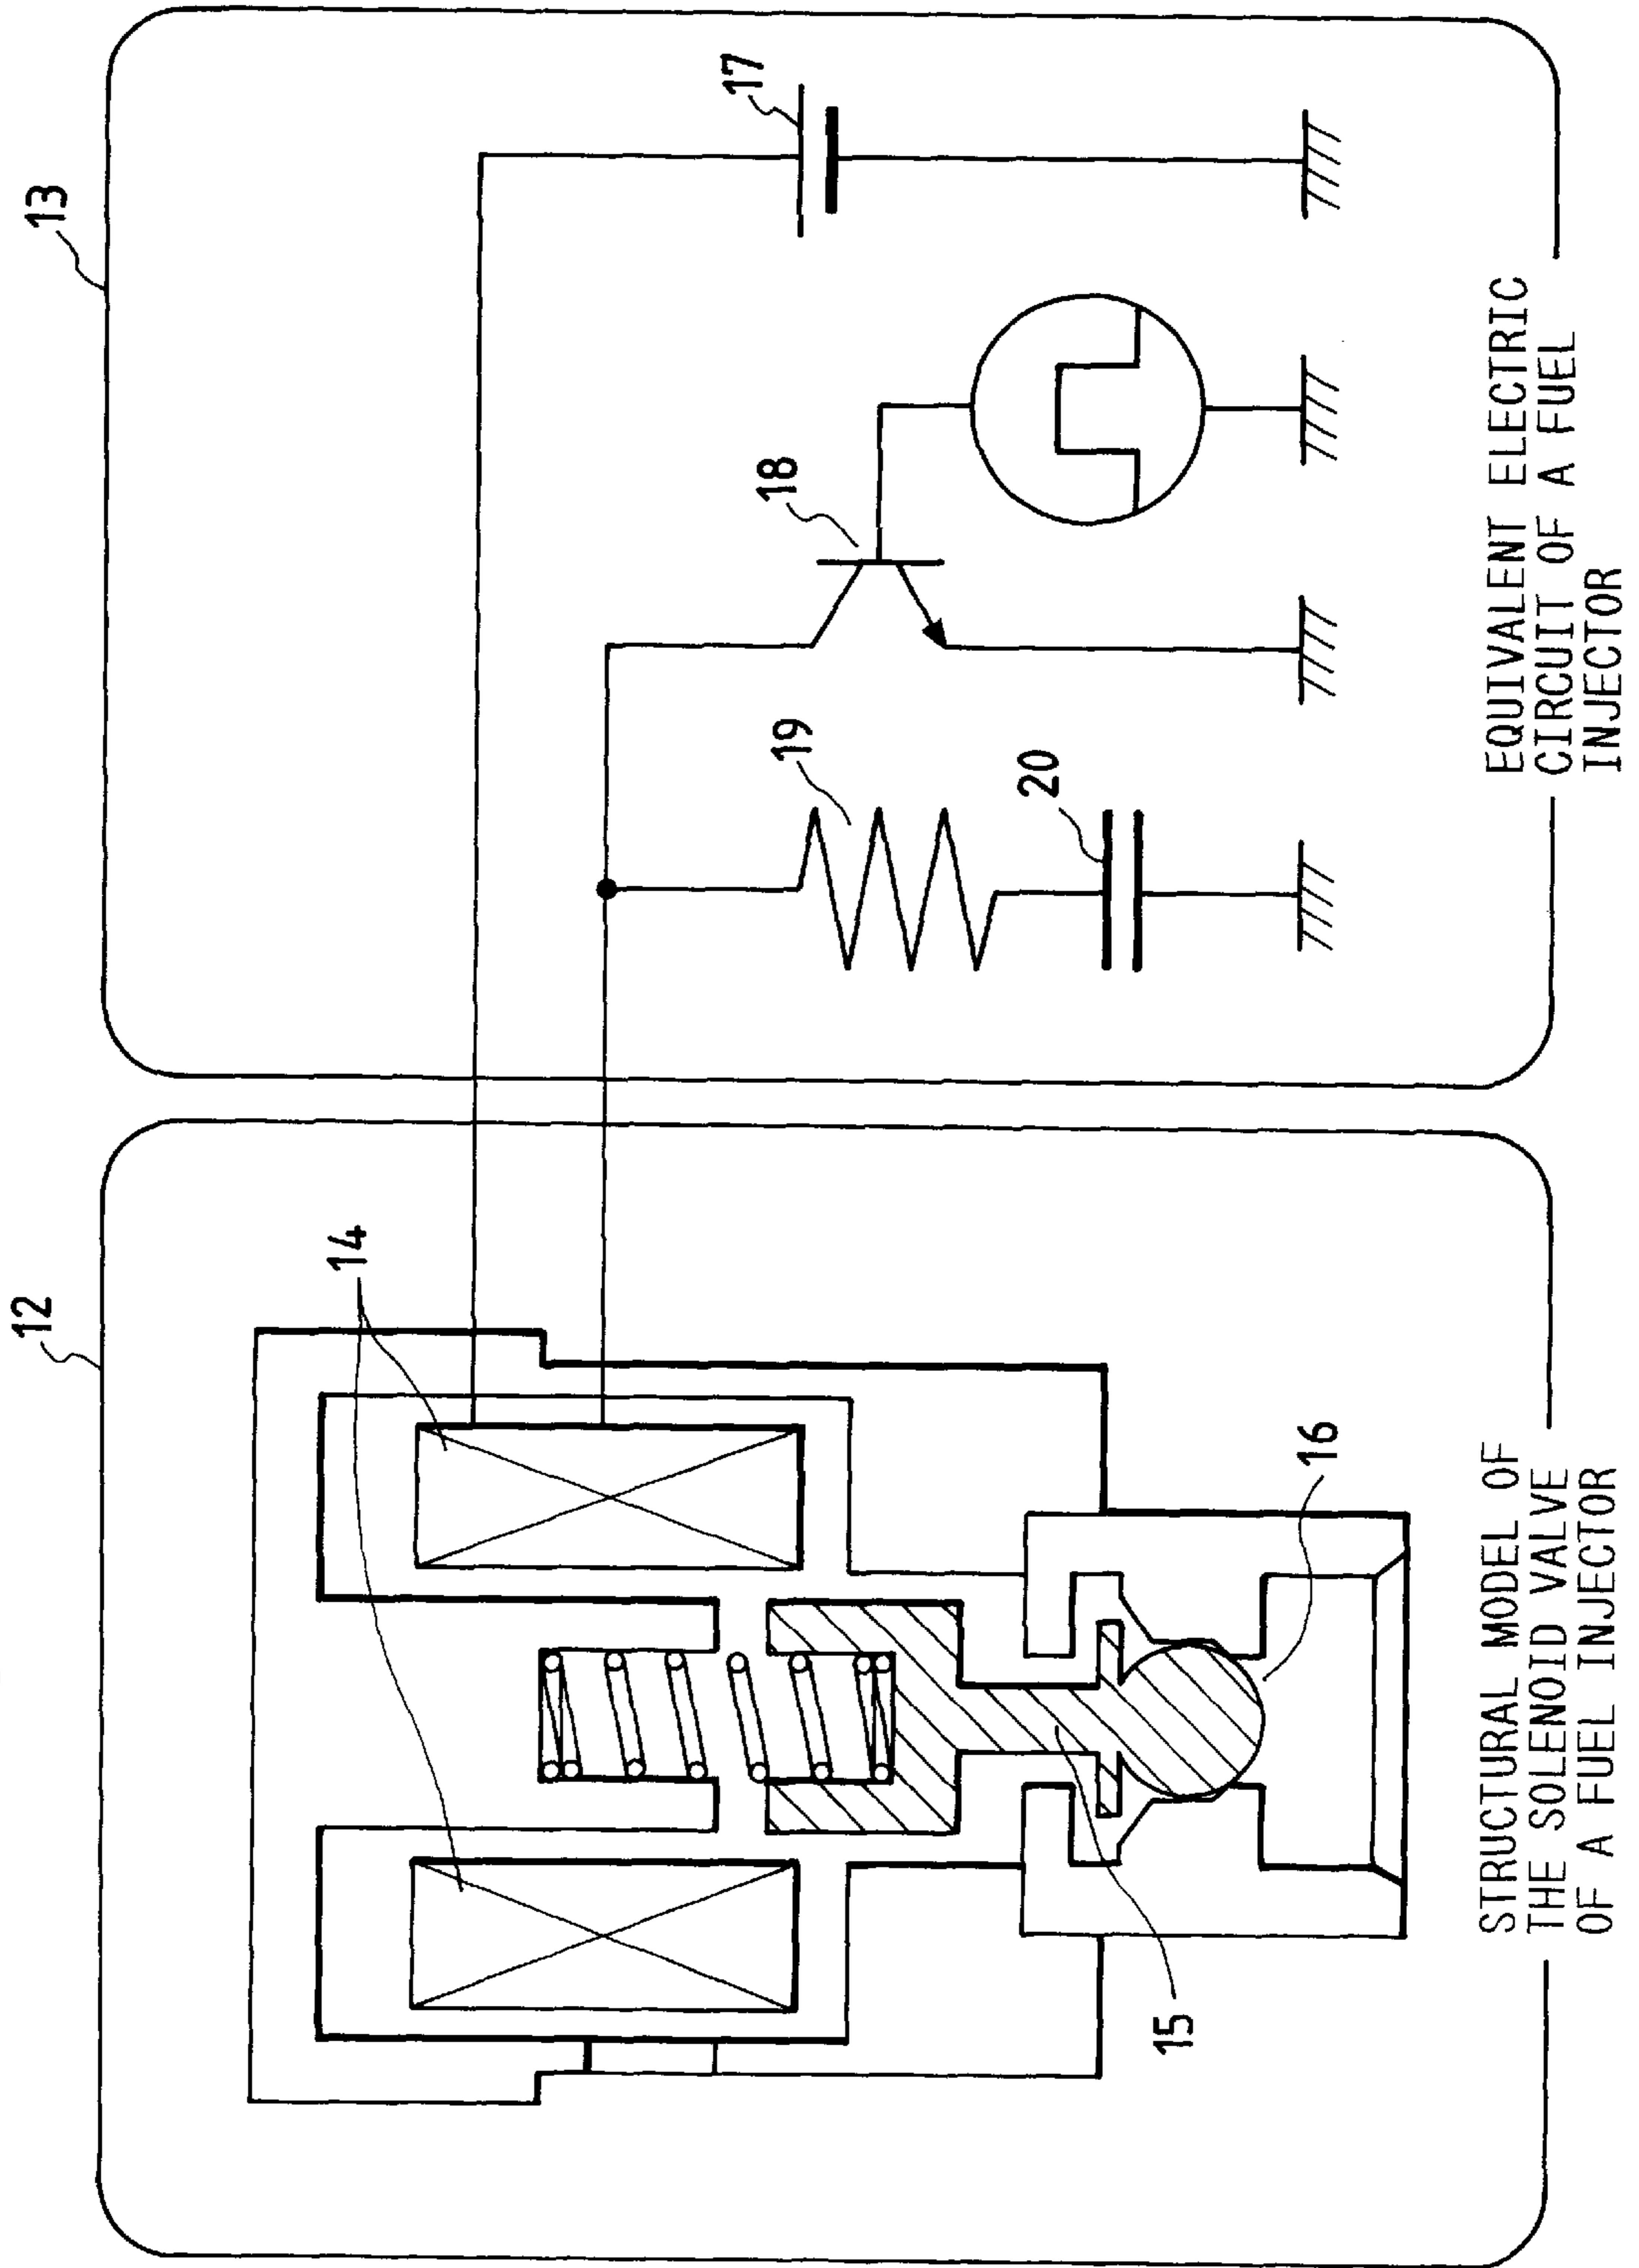 12
13
14
17
18
19
20
16
15
STRUCTURAL MODEL OF
THE SOLENOID VALVE
OF A FUEL INJECTOR
EQUIVALENT ELECTRIC
CIRCUIT OF A FUEL
INJECTOR